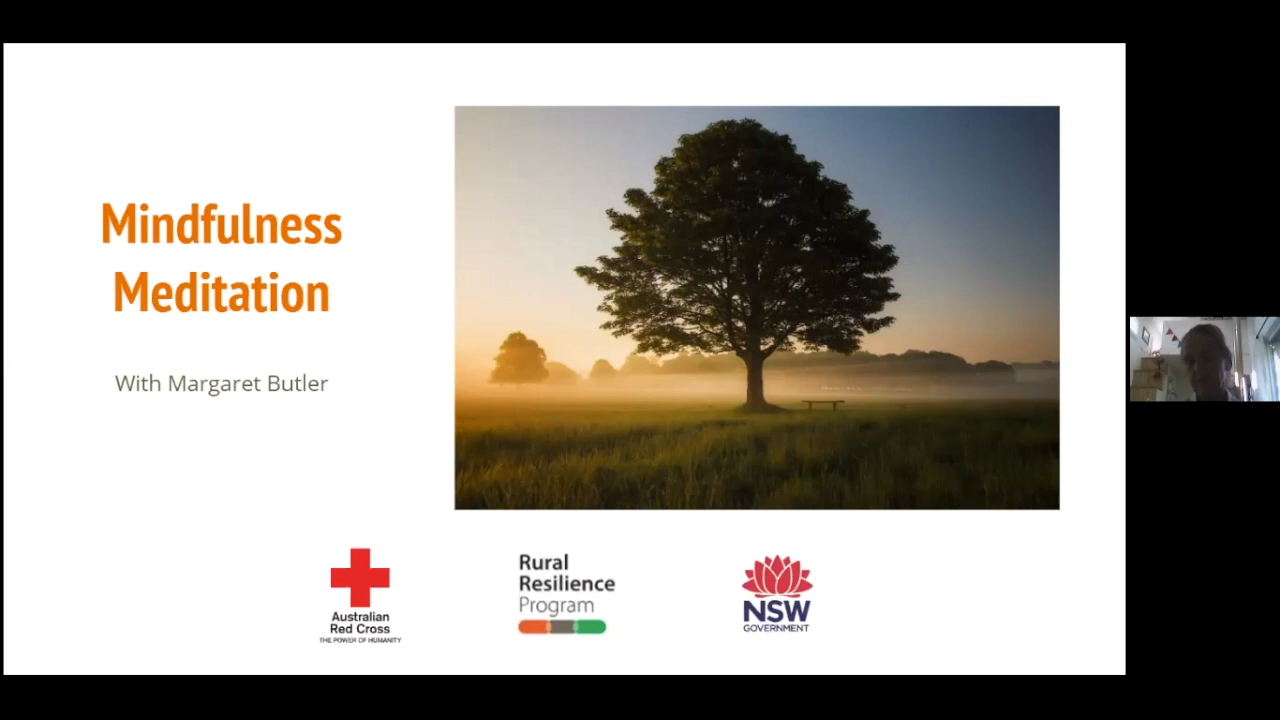 Mindfulness
Meditation
With Margaret Butler
Australian
Red Cross
THE POWER OF HUMANITY
Rural
Resilience
Program
NSW
GOVERNMENT